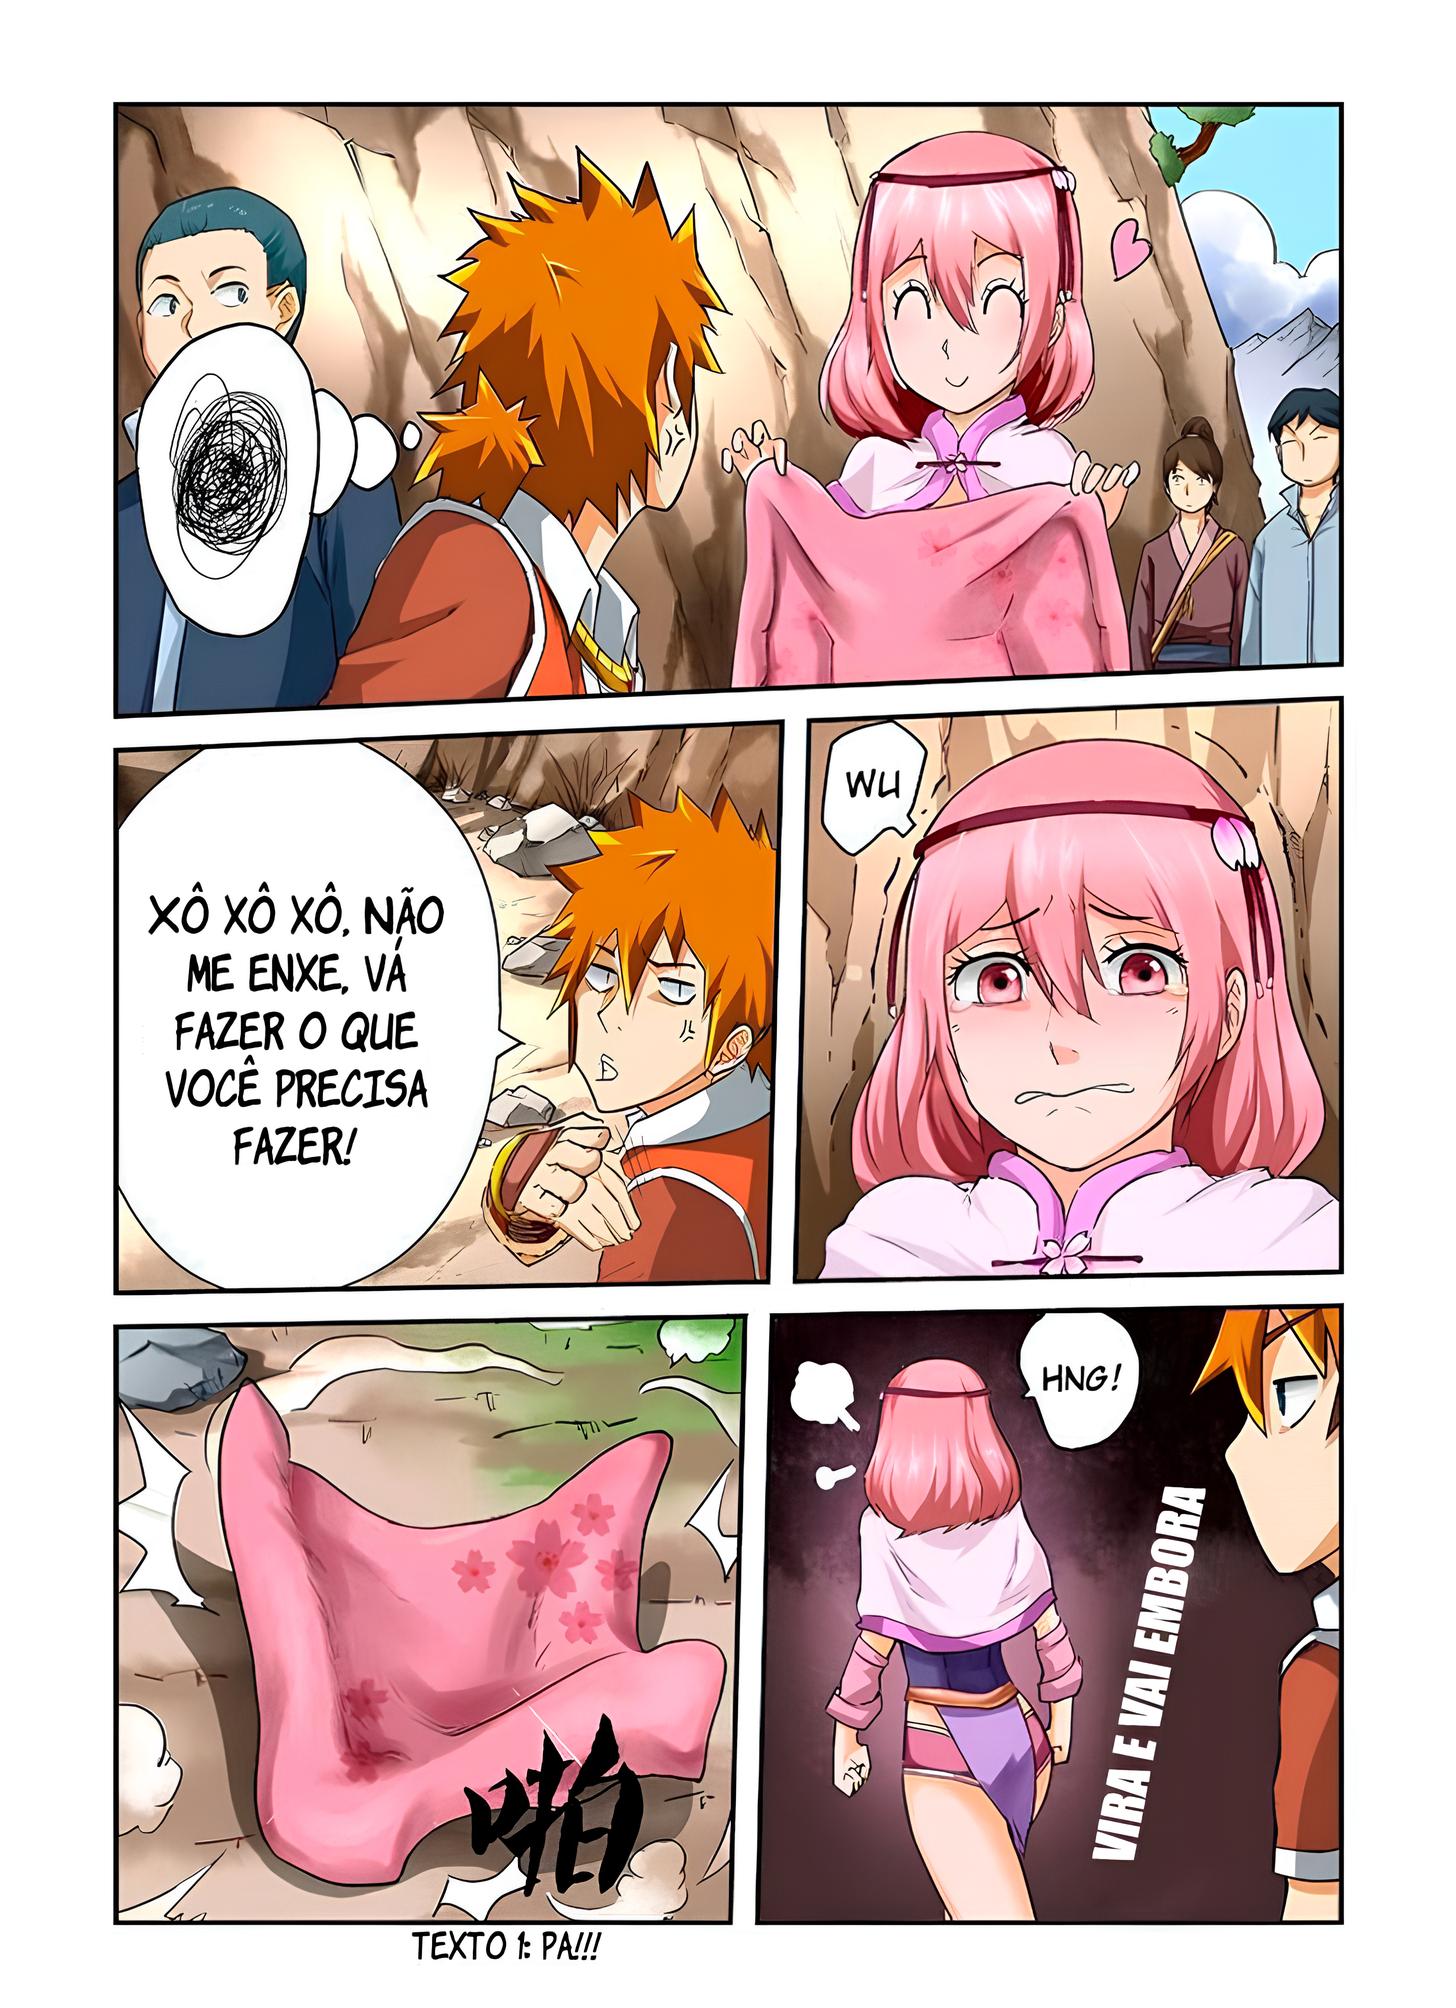 WU
XÔ XÔ XÔ, NÃO
ME ENXE, VÁ
FAZER O QUE
VOCÊ PRECISA
FAZER!
啪
HNG!
VIRA E VAI EMBORA
TEXTO 1: PA!!!